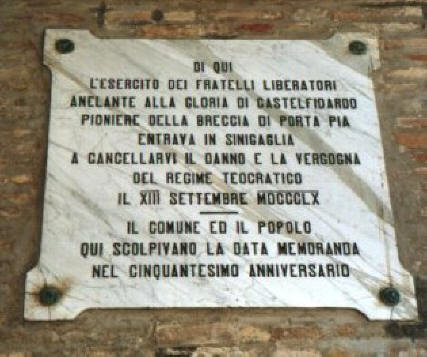 DI QUI
L'ESERCITO DEI FRATELLI LIBERATORI
ANELANTE ALLA GLORIA DI CASTELFIDARDO
PIONIERE DELLA BRECCIA DI PORTA PIA
ENTRAVA IN SINIGAGLIA
A CANCELLARVI IL DANNO E LA VERGOGNA
DEL REGIME TEOCRATICO
IL XIII SETTEMBRE MDCCCLX
IL COMUNE ED IL POPOLO
QUI SCOLPIVANO LA DATA MEMORANDA
NEL CINQUANTESIMO ANNIVERSARIO